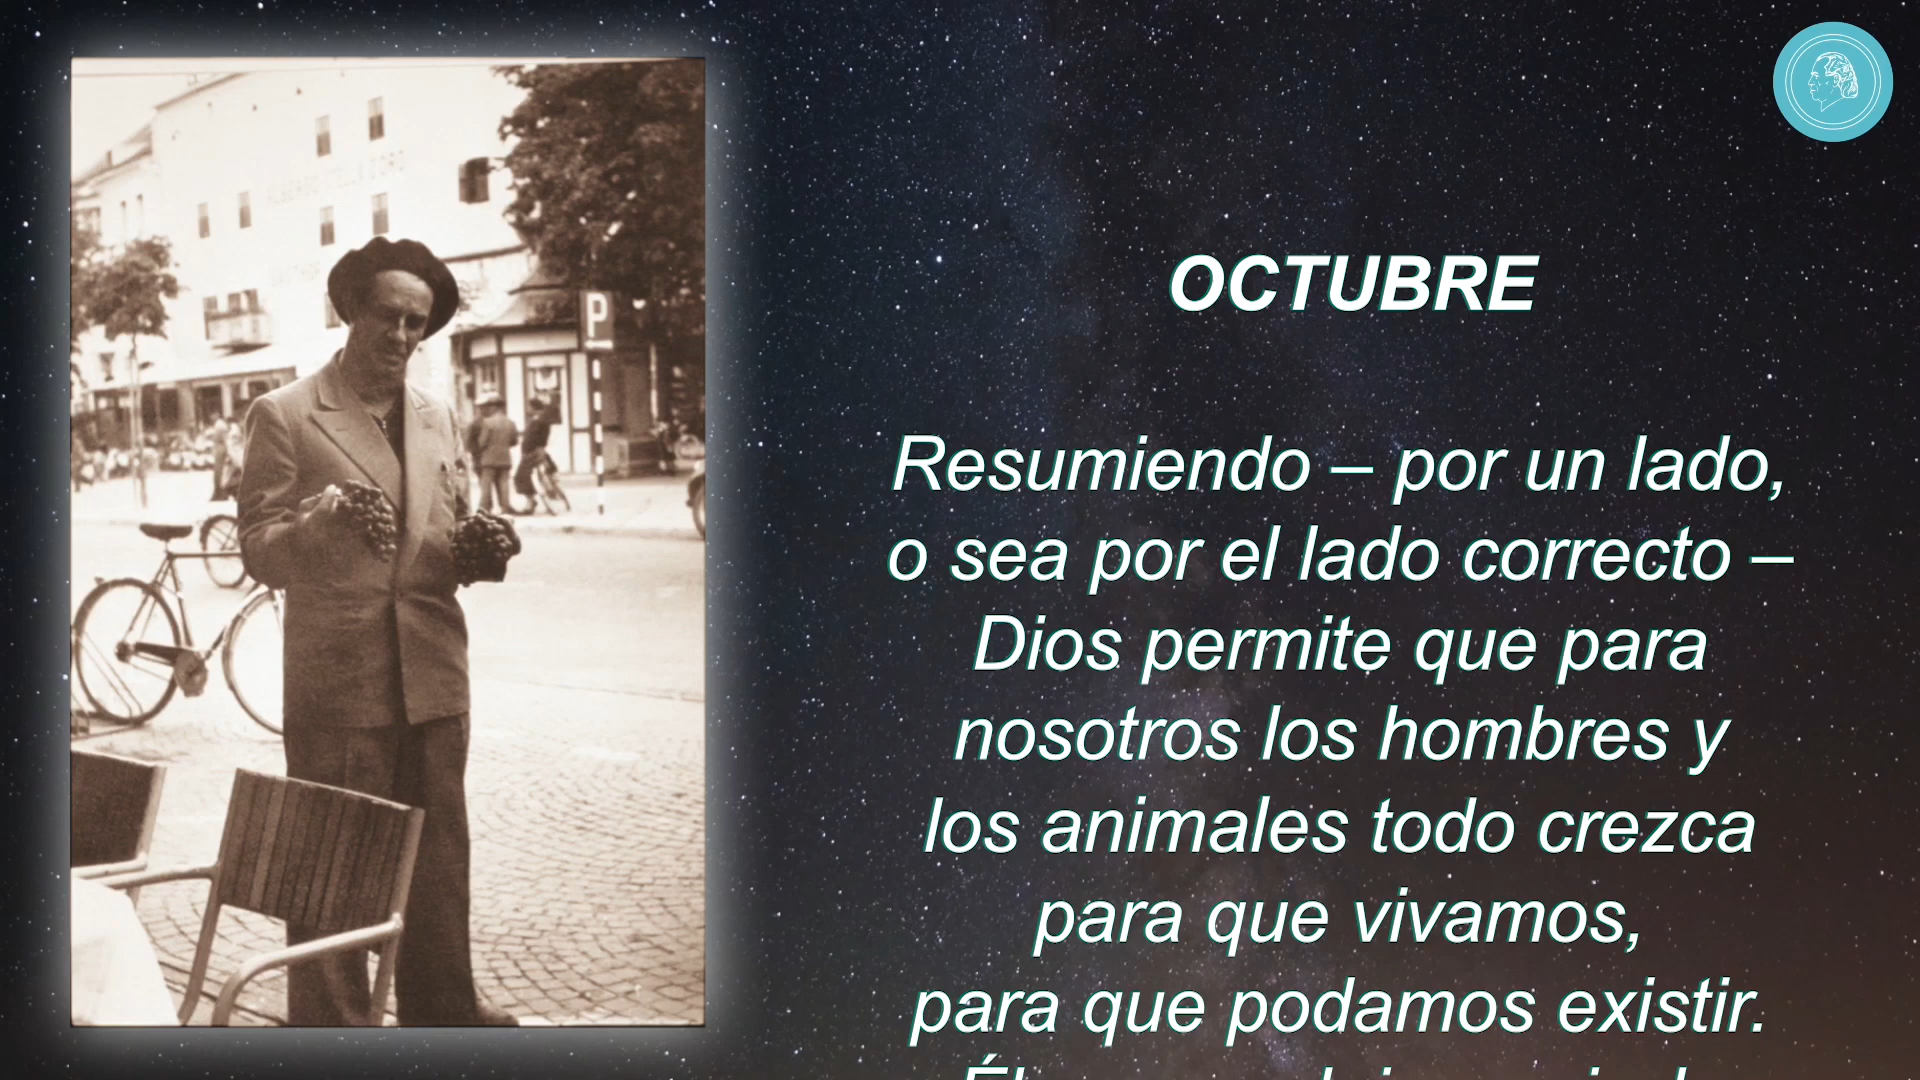 OCTUBRE
Resumiendo – por un lado,
o sea por el lado correcto –
Dios permite que para
nosotros los hombres y
los animales todo crezca
para que vivamos,
para que podamos existir.
P